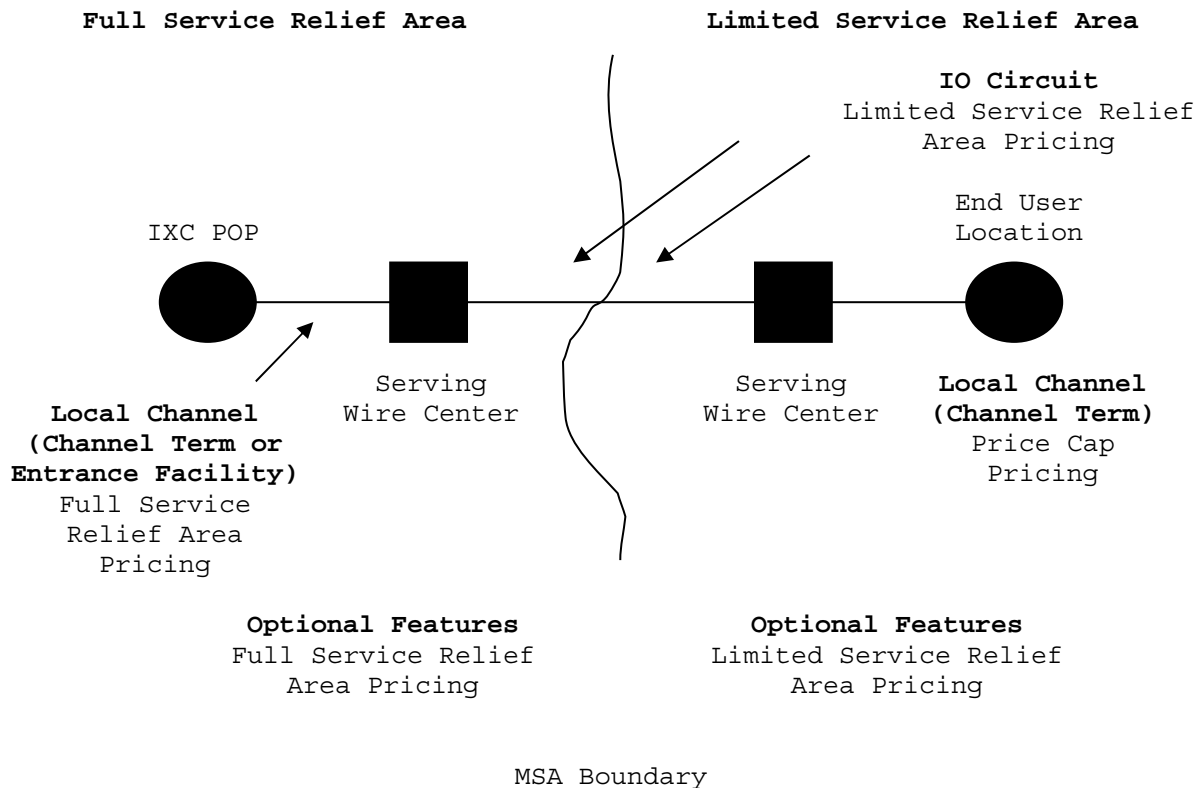 Full Service Relief Area
Limited Service Relief Area
IO Circuit
Limited Service Relief
Area Pricing
IXC POP
End User
Location
Serving
Wire Center
Serving
Wire Center
Local Channel
(Channel Term or
Entrance Facility)
Full Service
Relief Area
Pricing
Local Channel
(Channel Term)
Price Cap
Pricing
Optional Features
Full Service Relief
Area Pricing
Optional Features
Limited Service Relief
Area Pricing
MSA Boundary